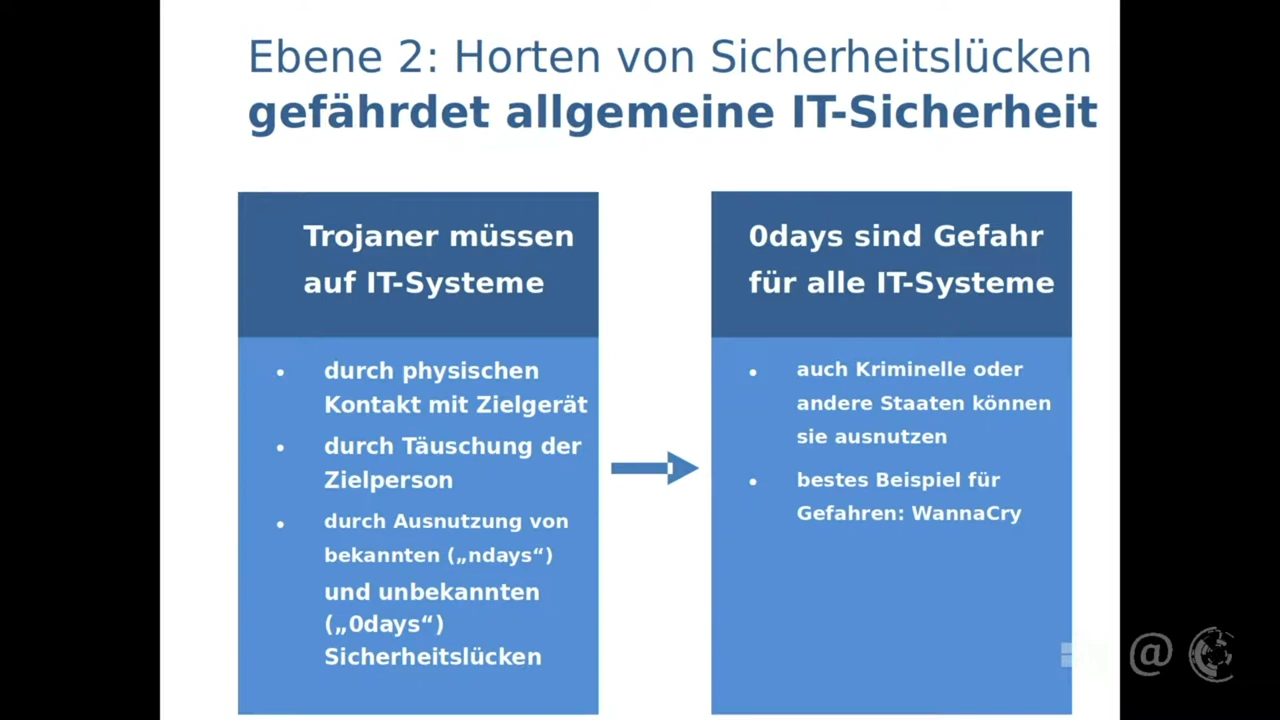 Ebene 2: Horten von Sicherheitslücken
gefährdet allgemeine IT-Sicherheit
Trojaner müssen
auf IT-Systeme
• durch physischen
Kontakt mit Zielgerät
• durch Täuschung der
Zielperson
• durch Ausnutzung von
bekannten („ndays“)
und unbekannten
(„0days“)
Sicherheitslücken
0days sind Gefahr
für alle IT-Systeme
• auch Kriminelle oder
andere Staaten können
sie ausnutzen
• bestes Beispiel für
Gefahren: WannaCry
@